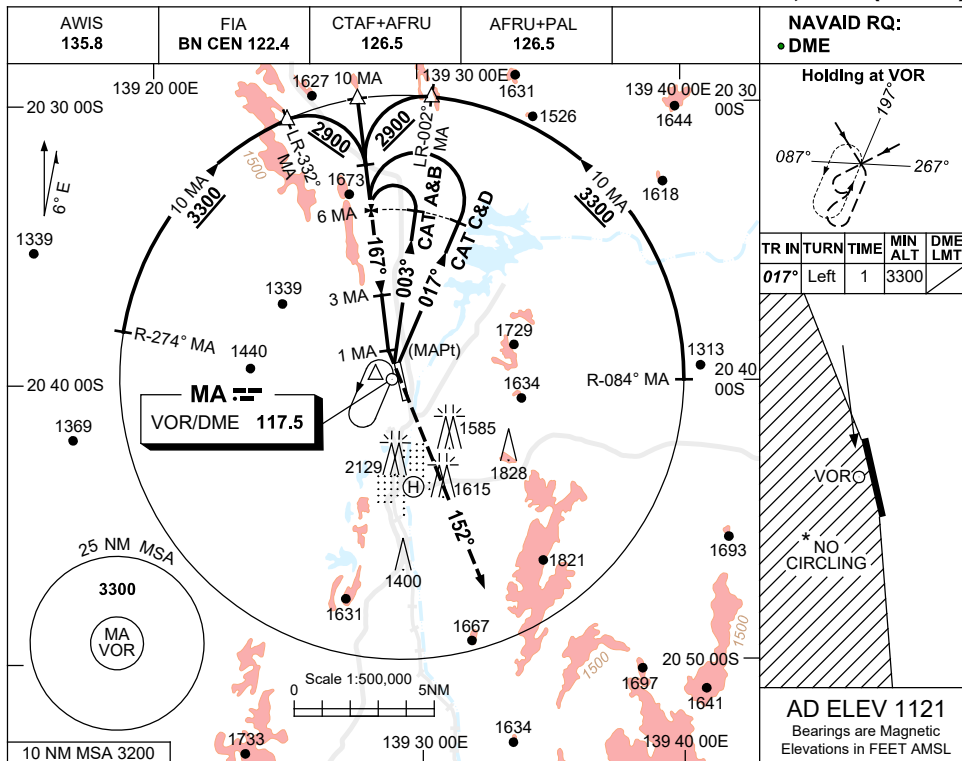 AWIS
135.8
FIA
BN CEN 122.4
CTAF+AFRU
126.5
AFRU+PAL
126.5
NAVAID RQ:
DME
139 20 00E
1627
10 MA
139 30 00E
1631
139 40 00E
20 30
00S
20 30 00S
1526
1644
LR-332°
MA
2900
2900
LR-002°
MA
1500
10 MA
3300
10 MA
3300
6° E
1673
1618
6 MA
CAT A&B
CAT C&D
1339
167°
003°
017°
3 MA
1339
R-274° MA
1729
1 MA
(MAPt)
1440
1313
20 40 00S
R-084° MA
20 40
00S
MA
VOR/DME 117.5
1634
1369
1585
2129
1828
H
1615
152°
1693
1821
1400
1631
25 NM MSA
3300
MA
VOR
1667
1500
1500
20 50 00S
1697
1641
Scale 1:500,000
0
5NM
1733
139 30 00E
1634
139 40 00E
10 NM MSA 3200
Holding at VOR
197°
087°
267°
TR IN TURN TIME MIN ALT DME LMT
017° Left 1 3300
VOR
* NO
CIRCLING
AD ELEV 1121
Bearings are Magnetic
Elevations in FEET AMSL